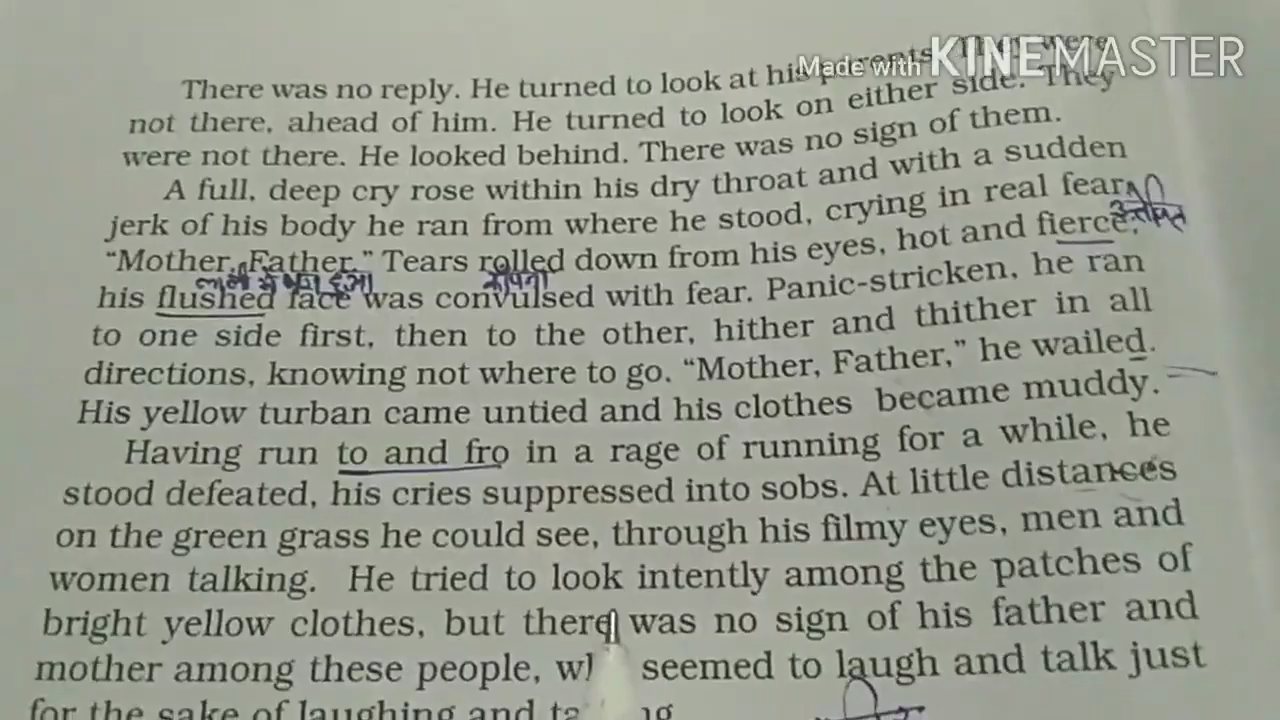 Made with KINEMASTER
There was no reply. He turned to look at his parents. They were
not there, ahead of him. He turned to look on either side. They
were not there. He looked behind. There was no sign of them.
A full, deep cry rose within his dry throat and with a sudden
jerk of his body he ran from where he stood, crying in real fear,
“Mother, Father.” Tears rolled down from his eyes, hot and fierce;
his flushed face was convulsed with fear. Panic-stricken, he ran
to one side first, then to the other, hither and thither in all
directions, knowing not where to go. “Mother, Father,” he wailed.
His yellow turban came untied and his clothes became muddy.
Having run to and fro in a rage of running for a while, he
stood defeated, his cries suppressed into sobs. At little distances
on the green grass he could see, through his filmy eyes, men and
women talking. He tried to look intently among the patches of
bright yellow clothes, but there was no sign of his father and
mother among these people, seemed to laugh and talk just
for the sake of laughing and